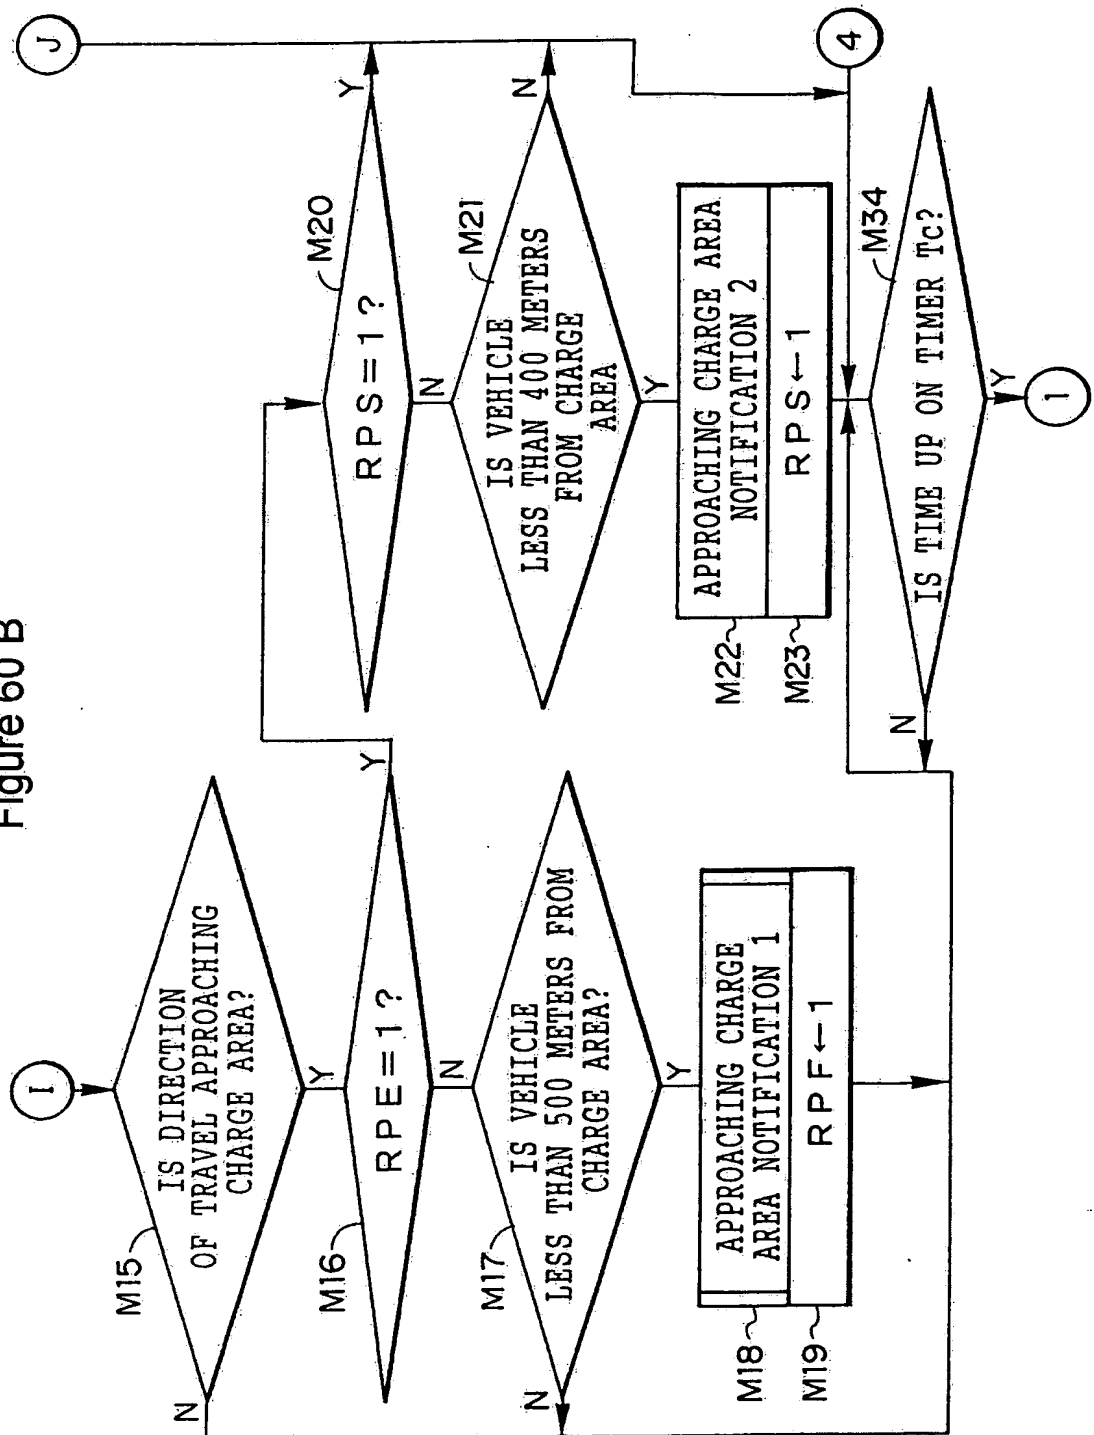 Figure 60 B
I
M15
IS DIRECTION
OF TRAVEL APPROACHING
CHARGE AREA?
N
Y
M16
RPE=1?
Y
N
M17
IS VEHICLE
LESS THAN 500 METERS FROM
CHARGE AREA?
N
Y
M18
APPROACHING CHARGE
AREA NOTIFICATION 1
M19
RPF←1
J
M20
RPS=1?
Y
N
M21
IS VEHICLE
LESS THAN 400 METERS
FROM CHARGE
AREA
N
Y
M22
APPROACHING CHARGE AREA
NOTIFICATION 2
M23
RPS←1
4
M34
IS TIME UP ON TIMER Tc?
N
Y
1